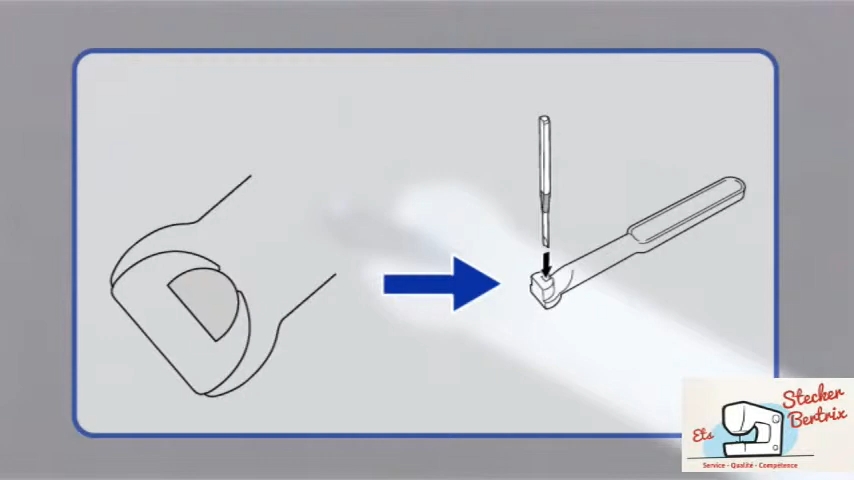 Stecker
Bertrix
Ets
Service - Qualité - Compétence